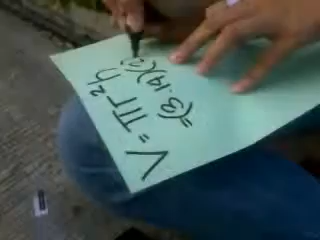 V = πr²h
=(3.14)(